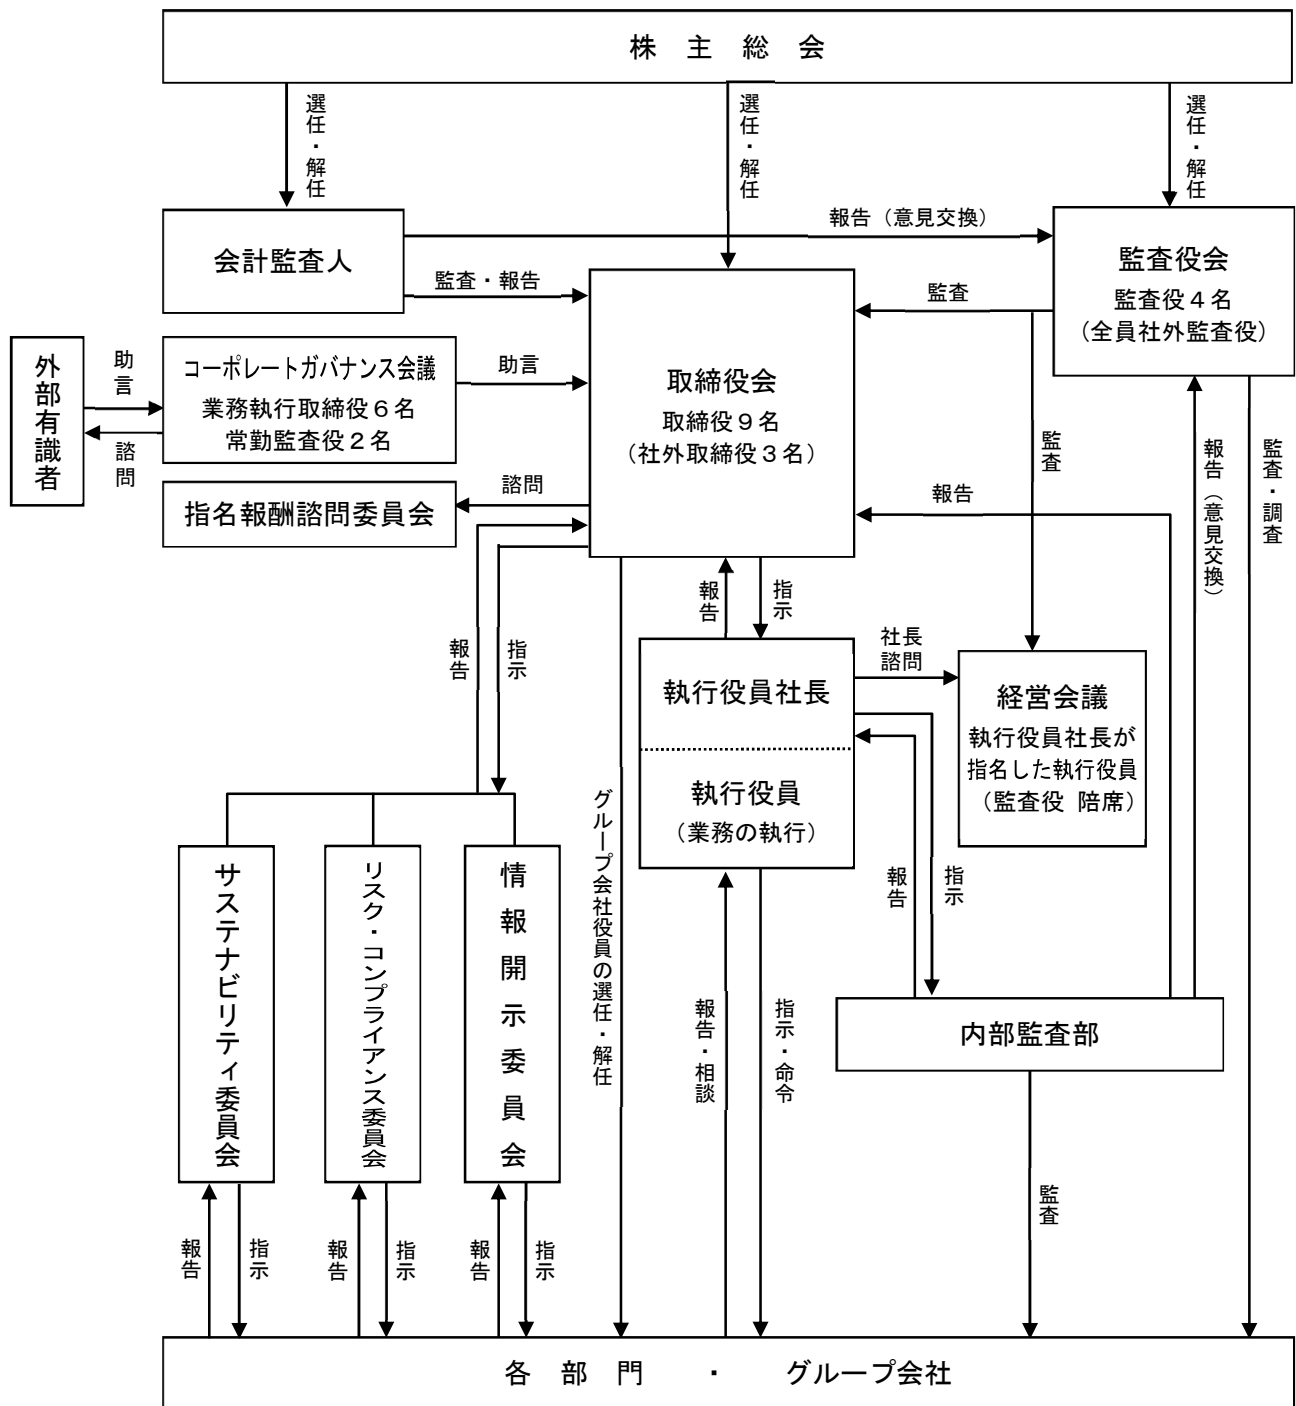 株 主 総 会
選任・解任
選任・解任
選任・解任
会計監査人
報告（意見交換）
監査・報告
監査役会
監査役４名
（全員社外監査役）
監査
外部有識者
助言
諮問
コーポレートガバナンス会議
業務執行取締役６名
常勤監査役２名
助言
取締役会
取締役９名
（社外取締役３名）
監査
報告（意見交換）
監査・調査
指名報酬諮問委員会
諮問
報告
報告
指示
報告
指示
執行役員社長
執行役員
（業務の執行）
社長
諮問
経営会議
執行役員社長が
指名した執行役員
（監査役 陪席）
報告
指示
サステナビリティ委員会
リスク・コンプライアンス委員会
情報開示委員会
グループ会社役員の選任・解任
報告・相談
指示・命令
内部監査部
監査
報告
指示
報告
指示
報告
指示
各 部 門 ・ グループ会社